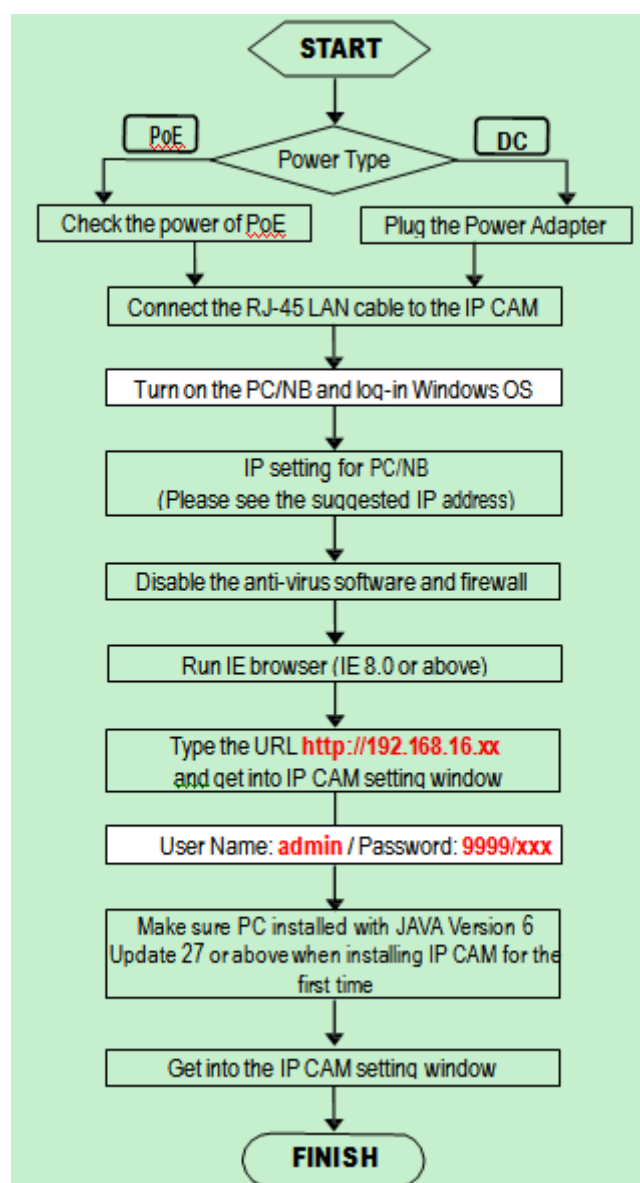 START
PoE
DC
Power Type
Check the power of PoE
Plug the Power Adapter
Connect the RJ-45 LAN cable to the IP CAM
Turn on the PC/NB and log-in Windows OS
IP setting for PC/NB
(Please see the suggested IP address)
Disable the anti-virus software and firewall
Run IE browser (IE 8.0 or above)
Type the URL http://192.168.16.xx
and get into IP CAM setting window
User Name: admin / Password: 9999/xxx
Make sure PC installed with JAVA Version 6
Update 27 or above when installing IP CAM for the
first time
Get into the IP CAM setting window
FINISH